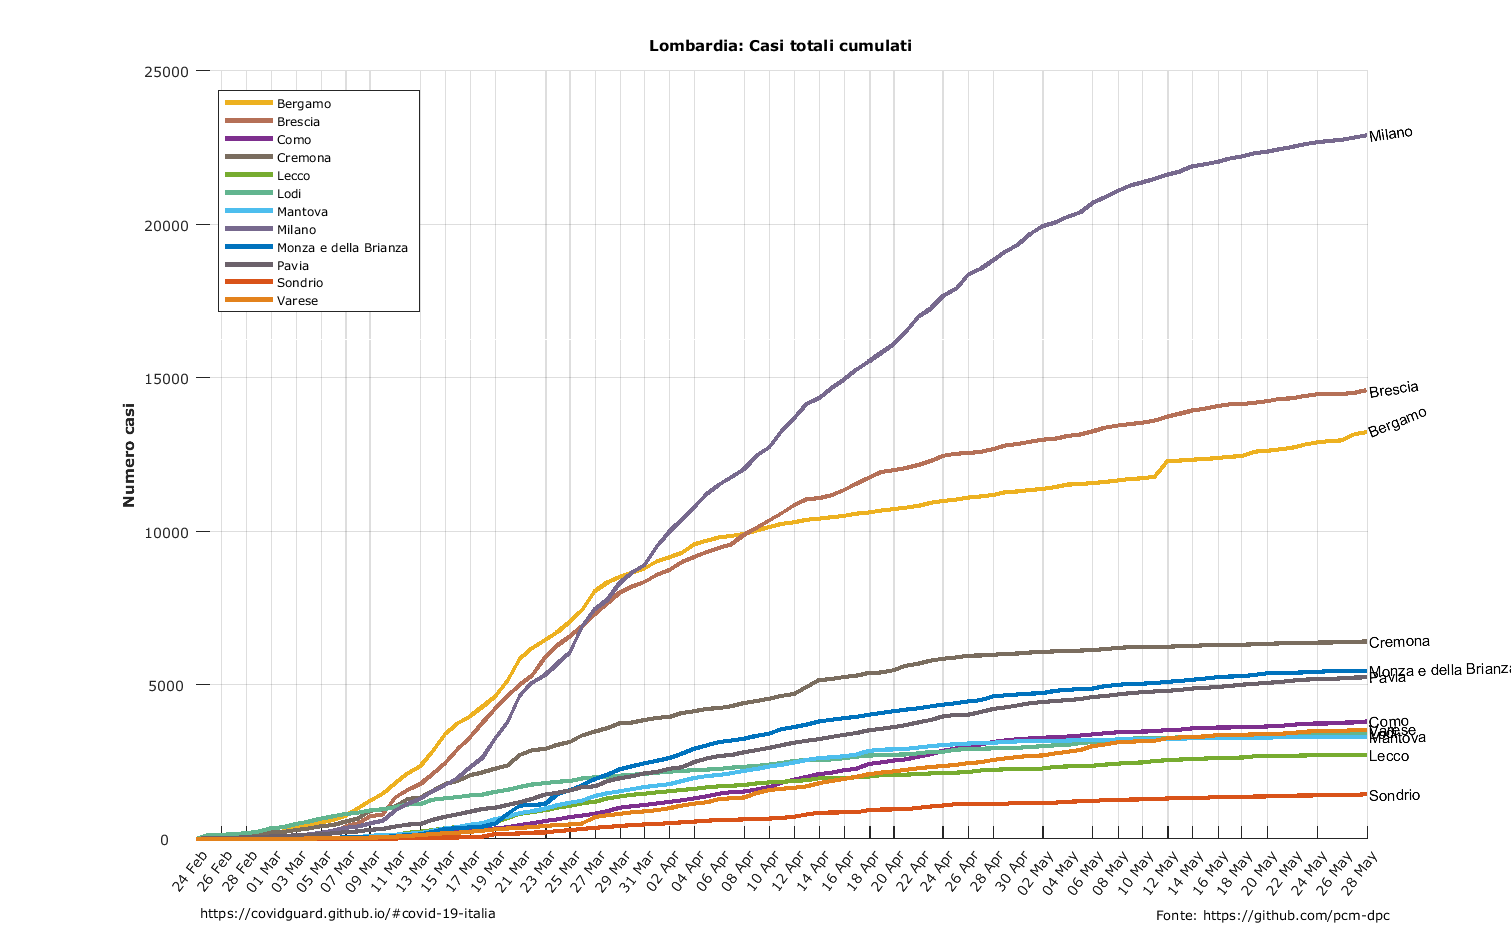 Lombardia: Casi totali cumulati
25000
20000
15000
10000
5000
0
Numero casi
Bergamo
Brescia
Como
Cremona
Lecco
Lodi
Mantova
Milano
Monza e della Brianza
Pavia
Sondrio
Varese
Milano
Brescia
Bergamo
Cremona
Monza e della Brianza
Pavia
Como
Varese
Mantova
Lecco
Sondrio
24 Feb
26 Feb
28 Feb
01 Mar
03 Mar
05 Mar
07 Mar
09 Mar
11 Mar
13 Mar
15 Mar
17 Mar
19 Mar
21 Mar
23 Mar
25 Mar
27 Mar
29 Mar
31 Mar
02 Apr
04 Apr
06 Apr
08 Apr
10 Apr
12 Apr
14 Apr
16 Apr
18 Apr
20 Apr
22 Apr
24 Apr
26 Apr
28 Apr
30 Apr
02 May
04 May
06 May
08 May
10 May
12 May
14 May
16 May
18 May
20 May
22 May
24 May
26 May
28 May
https://covidguard.github.io/#covid-19-italia
Fonte: https://github.com/pcm-dpc